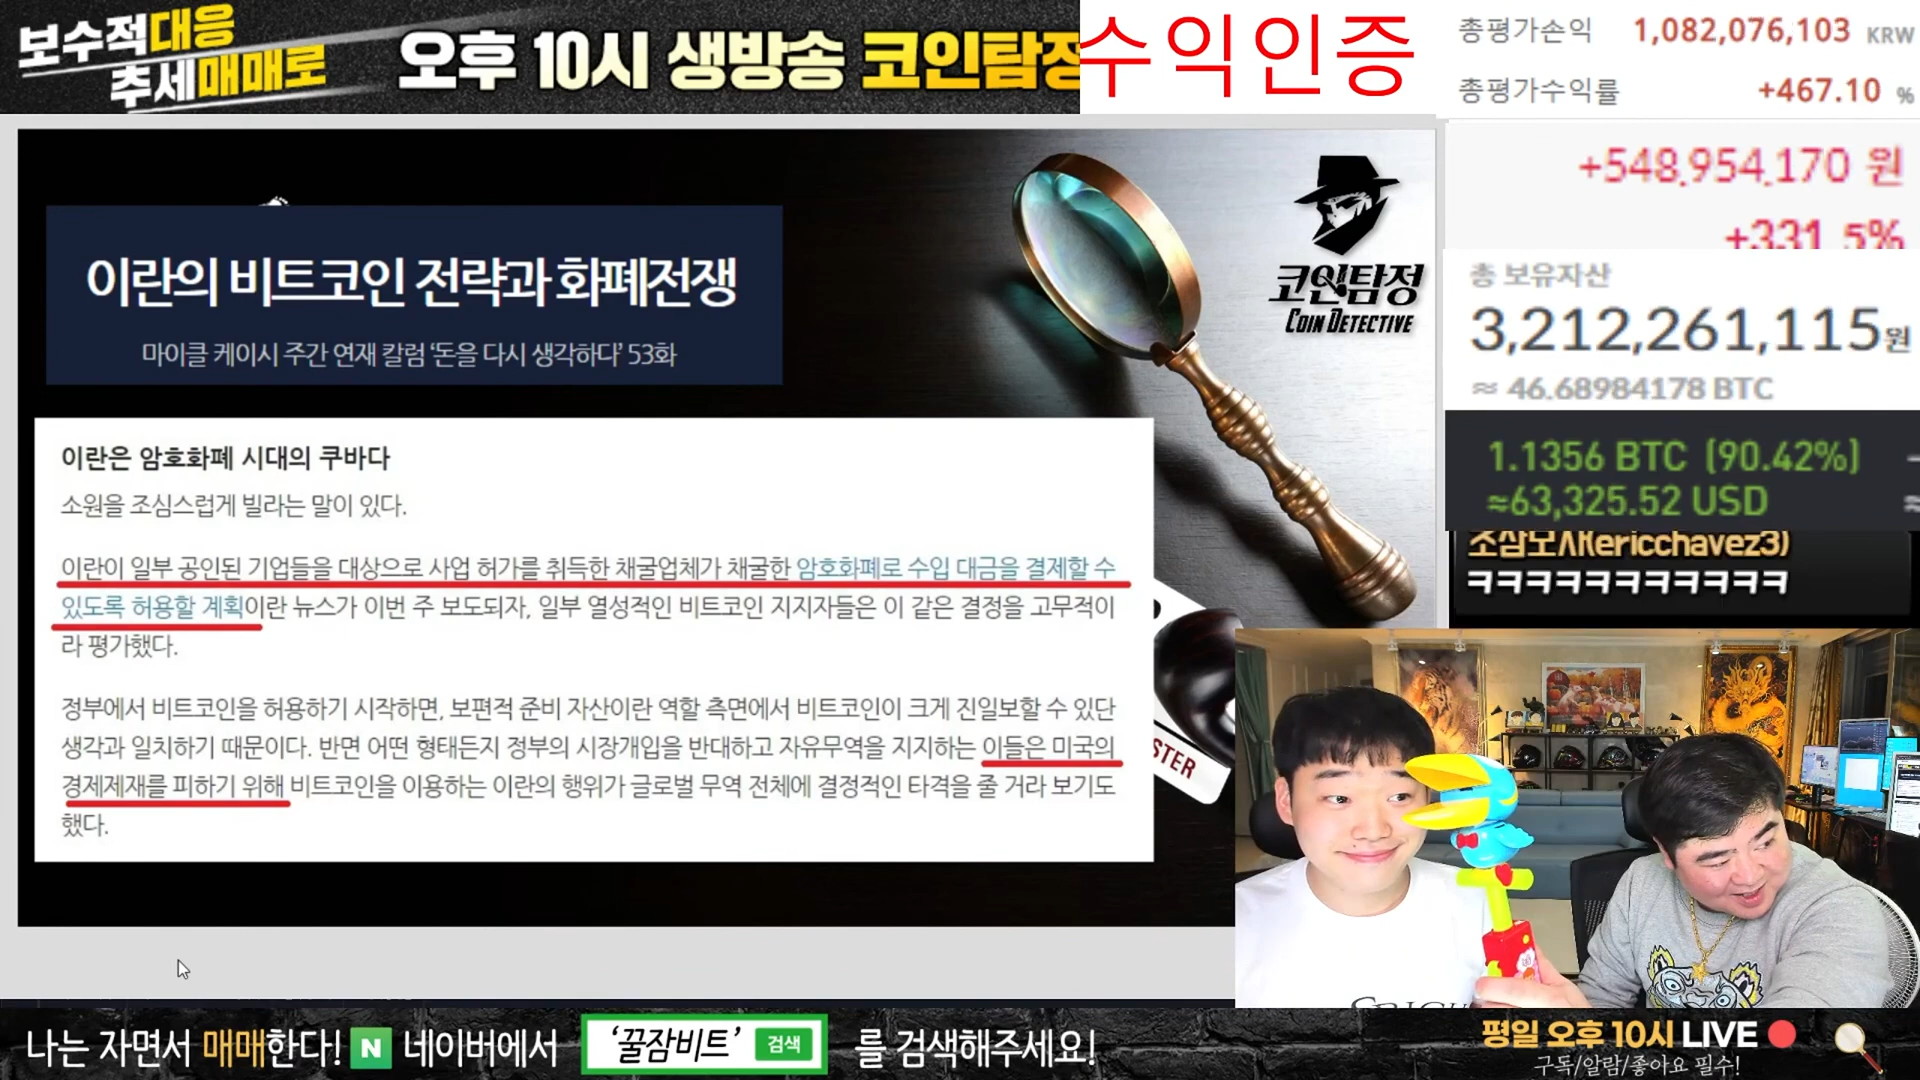 보수적대응
추세매매로
오후 10시 생방송 코인탐정
수익인증
총평가손익 1,082,076,103 KRW
총평가수익률 +467.10 %
+548,954,170 원
+331.5%
총 보유자산
3,212,261,115원
≈ 46.68984178 BTC
1.1356 BTC (90.42%)
≈63,325.52 USD
조삼모사(ericchavez3)
ㅋㅋㅋㅋㅋㅋㅋㅋㅋㅋㅋ
코인탐정
COIN DETECTIVE
이란의 비트코인 전략과 화폐전쟁
마이클 케이시 주간 연재 칼럼 ‘돈을 다시 생각하다’ 53화
이란은 암호화폐 시대의 쿠바다
소원을 조심스럽게 빌라는 말이 있다.
이란이 일부 공인된 기업들을 대상으로 사업 허가를 취득한 채굴업체가 채굴한 암호화폐로 수입 대금을 결제할 수
있도록 허용할 계획이란 뉴스가 이번 주 보도되자, 일부 열성적인 비트코인 지지자들은 이 같은 결정을 고무적이
라 평가했다.
정부에서 비트코인을 허용하기 시작하면, 보편적 준비 자산이란 역할 측면에서 비트코인이 크게 진일보할 수 있단
생각과 일치하기 때문이다. 반면 어떤 형태든지 정부의 시장개입을 반대하고 자유무역을 지지하는 이들은 미국의
경제제재를 피하기 위해 비트코인을 이용하는 이란의 행위가 글로벌 무역 전체에 결정적인 타격을 줄 거라 보기도
했다.
STER
나는 자면서 매매한다! N 네이버에서 ‘꿀잠비트’ 검색 를 검색해주세요!
평일 오후 10시 LIVE
구독/알람/좋아요 필수!